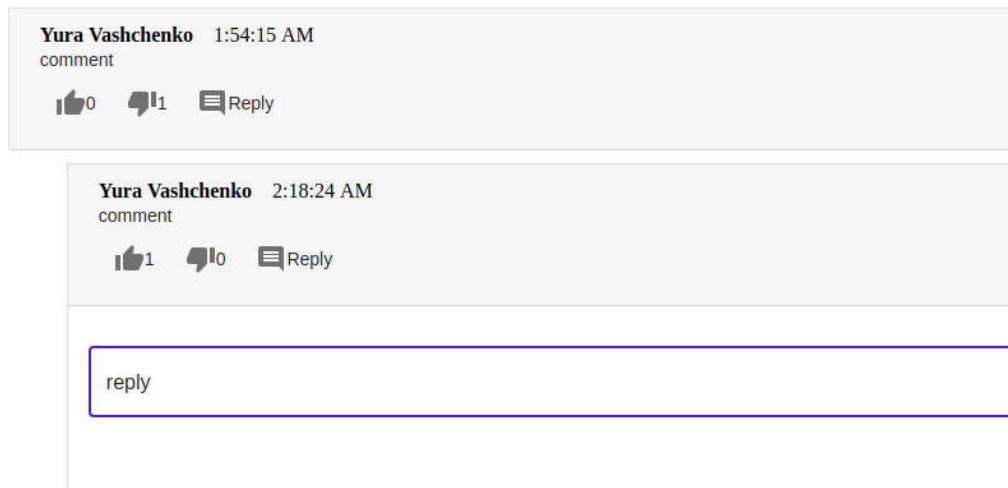 Yura Vashchenko 1:54:15 AM
comment
0 1 Reply
Yura Vashchenko 2:18:24 AM
comment
1 0 Reply
reply